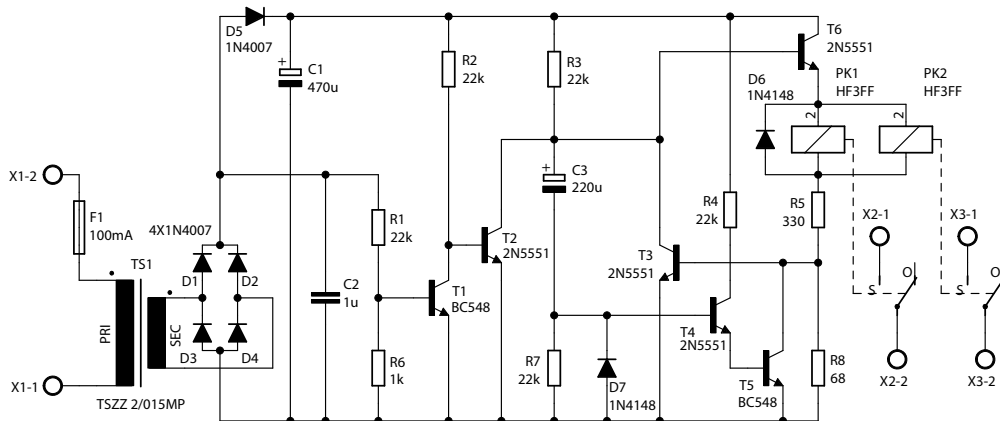 D5
1N4007
+
C1
470u
R2
22k
R3
22k
T6
2N5551
D6
1N4148
PK1
HF3FF
PK2
HF3FF
2
2
X1-2
F1
100mA
4X1N4007
TS1
D1
D2
D3
D4
PRI
SEC
X1-1
TSZZ 2/015MP
R1
22k
C2
1u
R6
1k
T1
BC548
T2
2N5551
+
C3
220u
R4
22k
R5
330
T3
2N5551
T4
2N5551
T5
BC548
R7
22k
D7
1N4148
R8
68
X2-1
X3-1
S
O
S
O
X2-2
X3-2